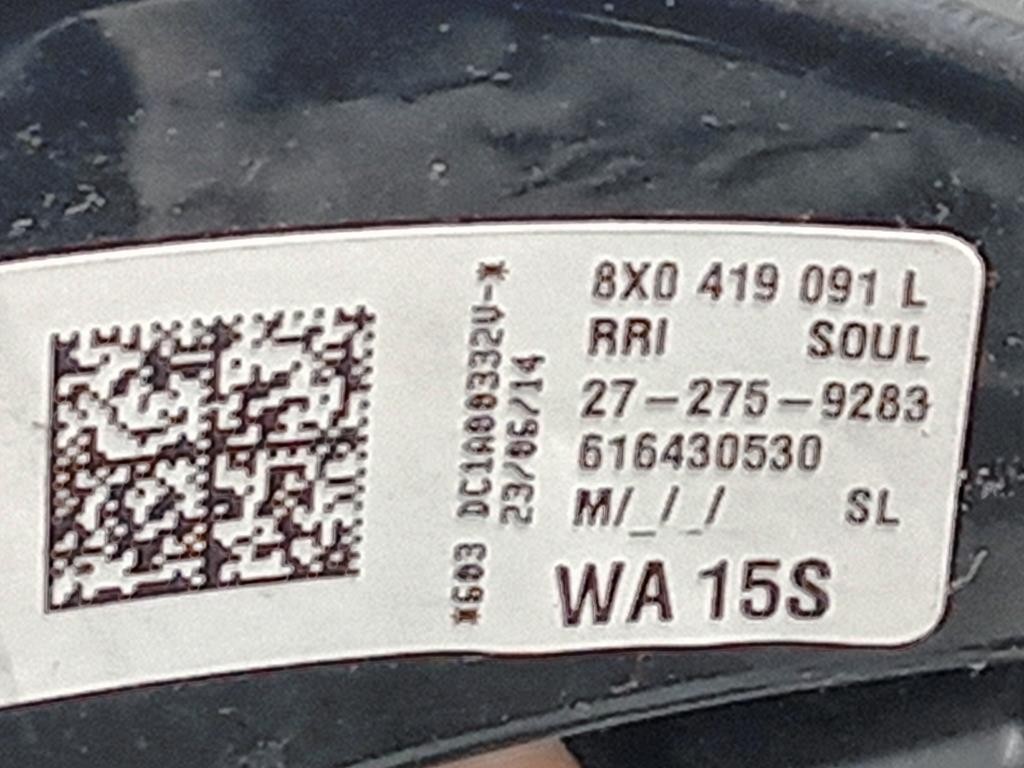 8X0 419 091 L
RRI SOUL
27-275-9283
616430530
M/_/_/ SL
WA 15S
*603 DC1A00332V-*
23/06/14